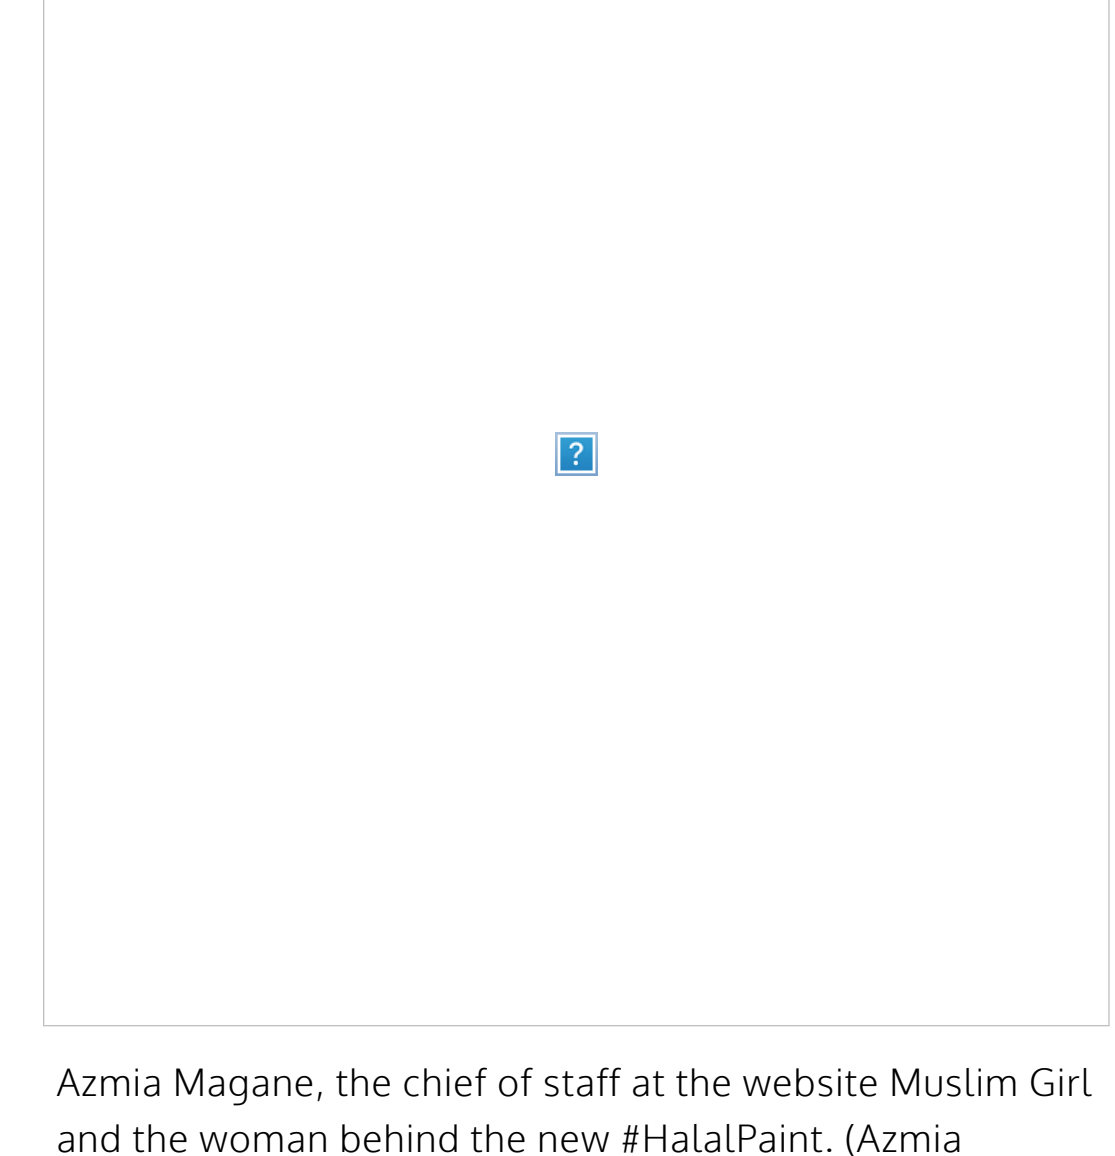 ?
Azmia Magane, the chief of staff at the website Muslim Girl
and the woman behind the new #HalalPaint. (Azmia